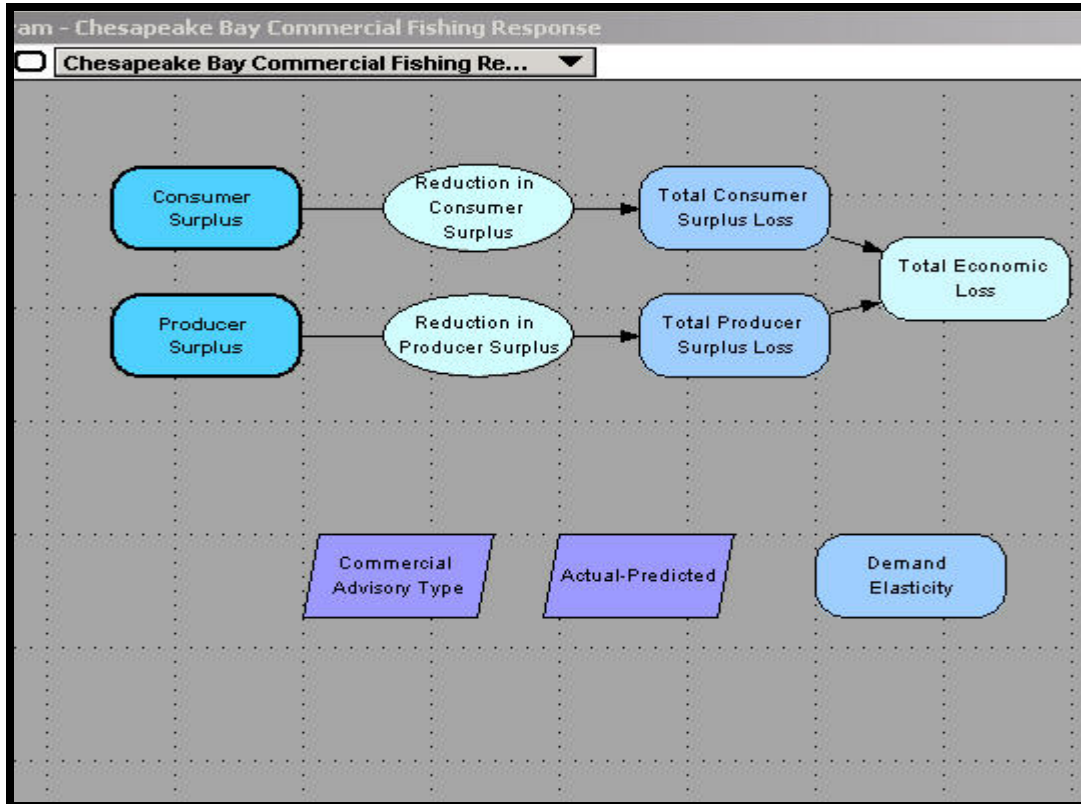 ram - Chesapeake Bay Commercial Fishing Response
Chesapeake Bay Commercial Fishing Re...
Consumer
Surplus
Reduction in
Consumer
Surplus
Total Consumer
Surplus Loss
Total Economic
Loss
Producer
Surplus
Reduction in
Producer Surplus
Total Producer
Surplus Loss
Commercial
Advisory Type
Actual-Predicted
Demand
Elasticity